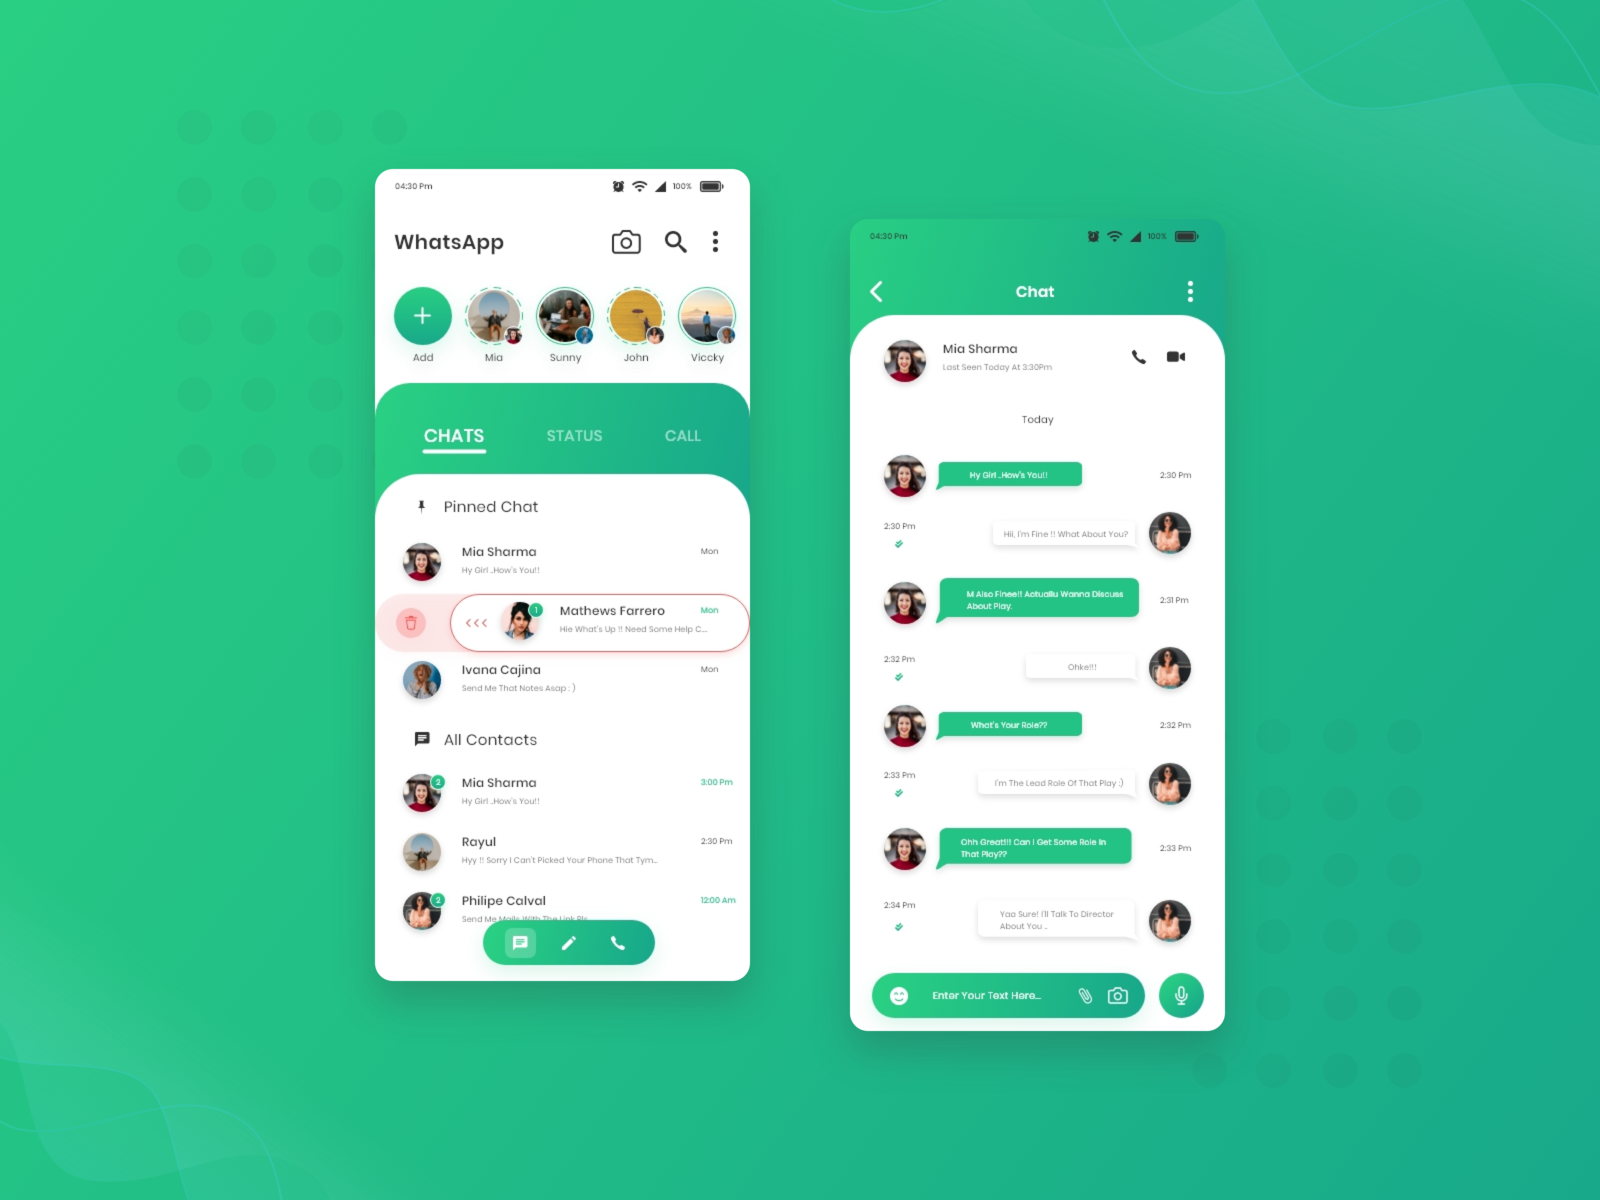 04:30 Pm
100%
WhatsApp
Add
Mia
Sunny
John
Viccky
CHATS
STATUS
CALL
Pinned Chat
Mia Sharma
Mon
Hy Girl ..How's You!!
1
Mathews Farrero
Mon
Hie What's Up !! Need Some Help C...
Ivana Cajina
Mon
Send Me That Notes Asap : )
All Contacts
2
Mia Sharma
3:00 Pm
Hy Girl ..How's You!!
Rayul
2:30 Pm
Hyy !! Sorry I Can't Picked Your Phone That Tym...
2
Philipe Calval
12:00 Am
Send Me Mails With The Link Pls
04:30 Pm
100%
Chat
Mia Sharma
Last Seen Today At 3:30Pm
Today
Hy Girl ..How's You!!
2:30 Pm
2:30 Pm
Hii, I'm Fine !! What About You?
M Also Finee!! Actuallu Wanna Discuss
About Play.
2:31 Pm
2:32 Pm
Ohke!!!
What's Your Role??
2:32 Pm
2:33 Pm
I'm The Lead Role Of That Play ;)
Ohh Great!!! Can I Get Some Role In
That Play??
2:33 Pm
2:34 Pm
Yaa Sure! I'll Talk To Director
About You ..
Enter Your Text Here...